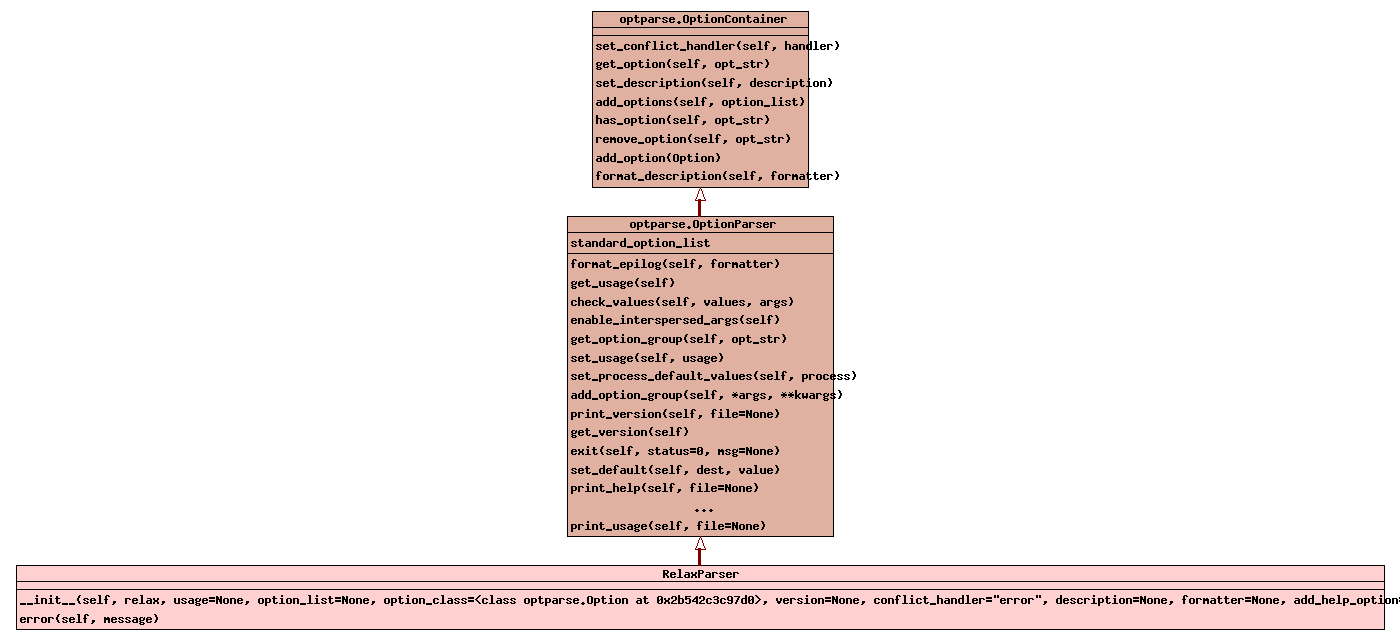 optparse.OptionContainer
set_conflict_handler(self, handler)
get_option(self, opt_str)
set_description(self, description)
add_options(self, option_list)
has_option(self, opt_str)
remove_option(self, opt_str)
add_option(Option)
format_description(self, formatter)
optparse.OptionParser
standard_option_list
format_epilog(self, formatter)
get_usage(self)
check_values(self, values, args)
enable_interspersed_args(self)
get_option_group(self, opt_str)
set_usage(self, usage)
set_process_default_values(self, process)
add_option_group(self, *args, **kwargs)
print_version(self, file=None)
get_version(self)
exit(self, status=0, msg=None)
set_default(self, dest, value)
print_help(self, file=None)
...
print_usage(self, file=None)
RelaxParser
__init__(self, relax, usage=None, option_list=None, option_class=<class optparse.Option at 0x2b542c3c97d0>, version=None, conflict_handler="error", description=None, formatter=None, add_help_option=
error(self, message)